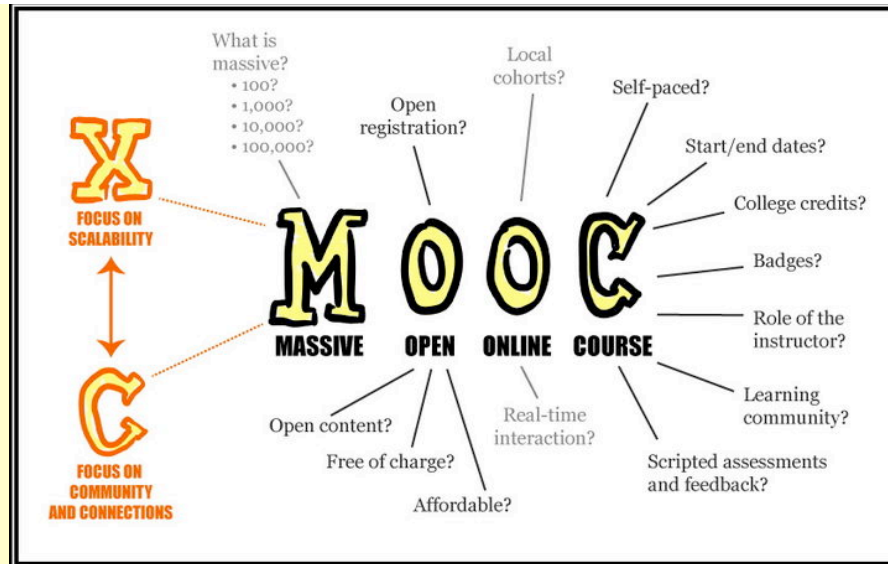 What is
massive?
• 100?
• 1,000?
• 10,000?
• 100,000?
Open
registration?
Local
cohorts?
Self-paced?
Start/end dates?
College credits?
Badges?
Role of the
instructor?
Learning
community?
Scripted assessments
and feedback?
X
FOCUS ON
SCALABILITY
C
FOCUS ON
COMMUNITY
AND CONNECTIONS
MOOC
MASSIVE OPEN ONLINE COURSE
Open content?
Free of charge?
Affordable?
Real-time
interaction?